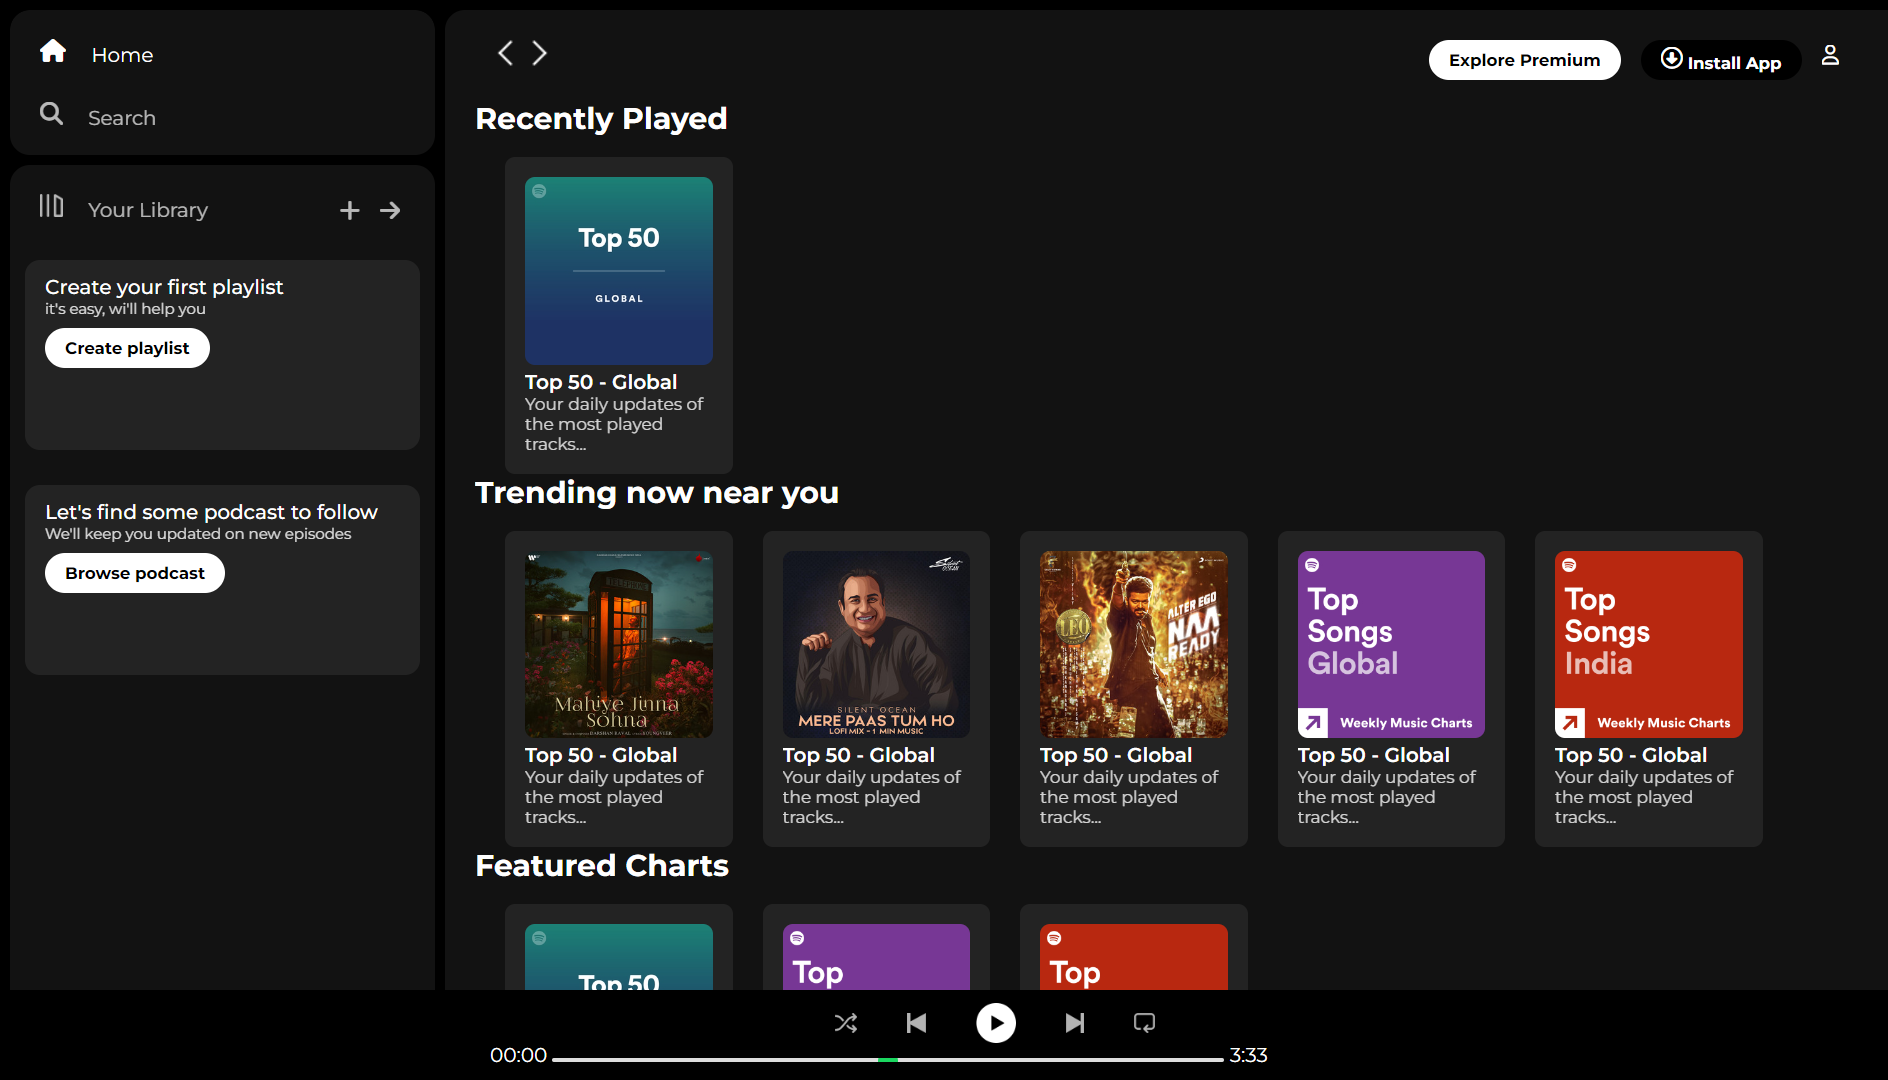 Home
Search
Your Library
Create your first playlist
it's easy, wi'll help you
Create playlist
Let's find some podcast to follow
We'll keep you updated on new episodes
Browse podcast
Explore Premium
Install App
Recently Played
Top 50
GLOBAL
Top 50 - Global
Your daily updates of
the most played
tracks...
Trending now near you
TELEPHONE
Mahiye Jinna
Sohna
Top 50 - Global
Your daily updates of
the most played
tracks...
SILENT OCEAN
MERE PAAS TUM HO
LOFI MIX - 1 MIN MUSIC
Top 50 - Global
Your daily updates of
the most played
tracks...
LEO
ALTER EGO
NAA
READY
Top 50 - Global
Your daily updates of
the most played
tracks...
Top
Songs
Global
Weekly Music Charts
Top 50 - Global
Your daily updates of
the most played
tracks...
Top
Songs
India
Weekly Music Charts
Top 50 - Global
Your daily updates of
the most played
tracks...
Featured Charts
Top 50
Top
Top
00:00
3:33